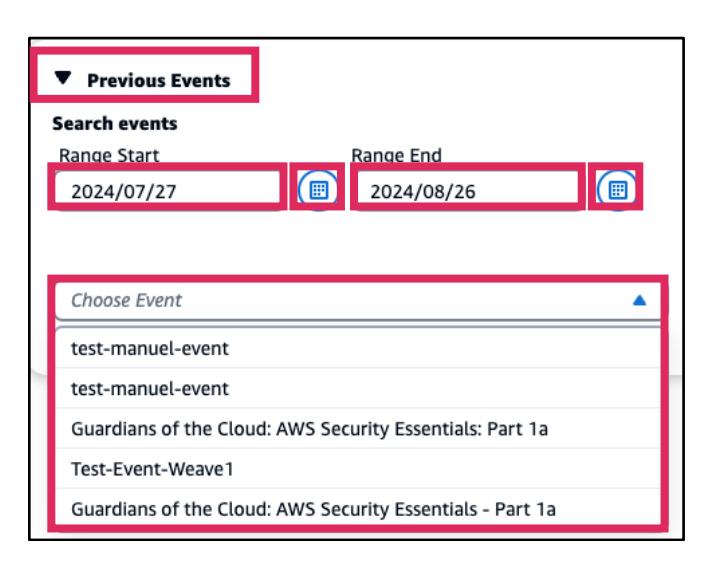 Previous Events
Search events
Range Start Range End
2024/07/27 2024/08/26
Choose Event
test-manuel-event
test-manuel-event
Guardians of the Cloud: AWS Security Essentials: Part 1a
Test-Event-Weave1
Guardians of the Cloud: AWS Security Essentials - Part 1a